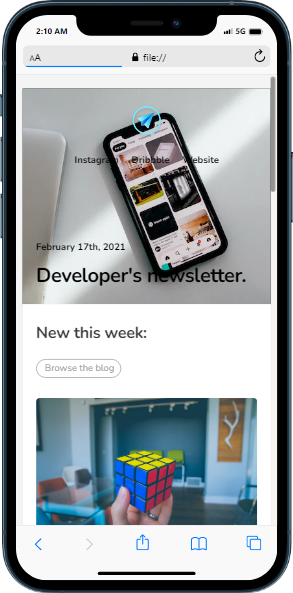 2:10 AM
5G
AA
file://
Instagram Dribbble Website
February 17th, 2021
Developer's newsletter.
New this week:
Browse the blog